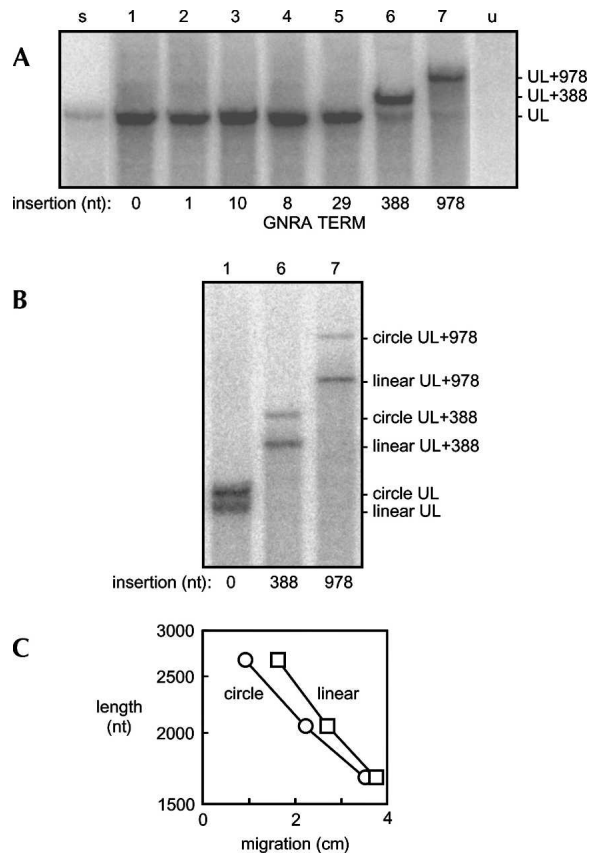 s 1 2 3 4 5 6 7 u
A
UL+978
UL+388
UL
insertion (nt): 0 1 10 8 29 388 978
GNRA TERM
1 6 7
B
circle UL+978
linear UL+978
circle UL+388
linear UL+388
circle UL
linear UL
insertion (nt): 0 388 978
C
3000
2500
2000
1500
length
(nt)
circle linear
0 2 4
migration (cm)